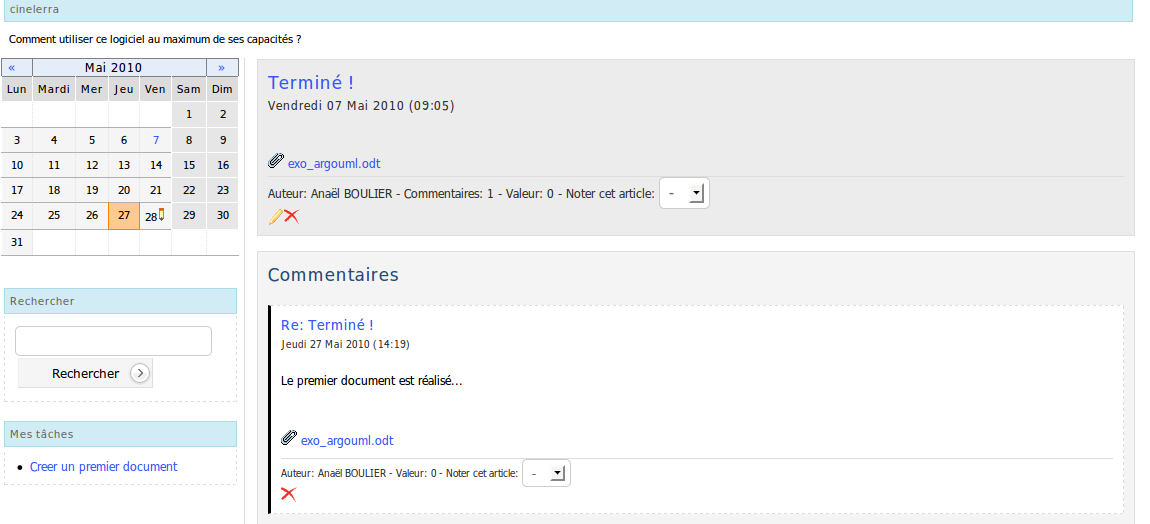 cinelerra
Comment utiliser ce logiciel au maximum de ses capacités ?
« Mai 2010 »
Lun Mardi Mer Jeu Ven Sam Dim
1 2
3 4 5 6 7 8 9
10 11 12 13 14 15 16
17 18 19 20 21 22 23
24 25 26 27 28 29 30
31
Rechercher
Rechercher
Mes tâches
Creer un premier document
Terminé !
Vendredi 07 Mai 2010 (09:05)
exo_argouml.odt
Auteur: Anaël BOULIER - Commentaires: 1 - Valeur: 0 - Noter cet article: -
Commentaires
Re: Terminé !
Jeudi 27 Mai 2010 (14:19)
Le premier document est réalisé...
exo_argouml.odt
Auteur: Anaël BOULIER - Valeur: 0 - Noter cet article: -